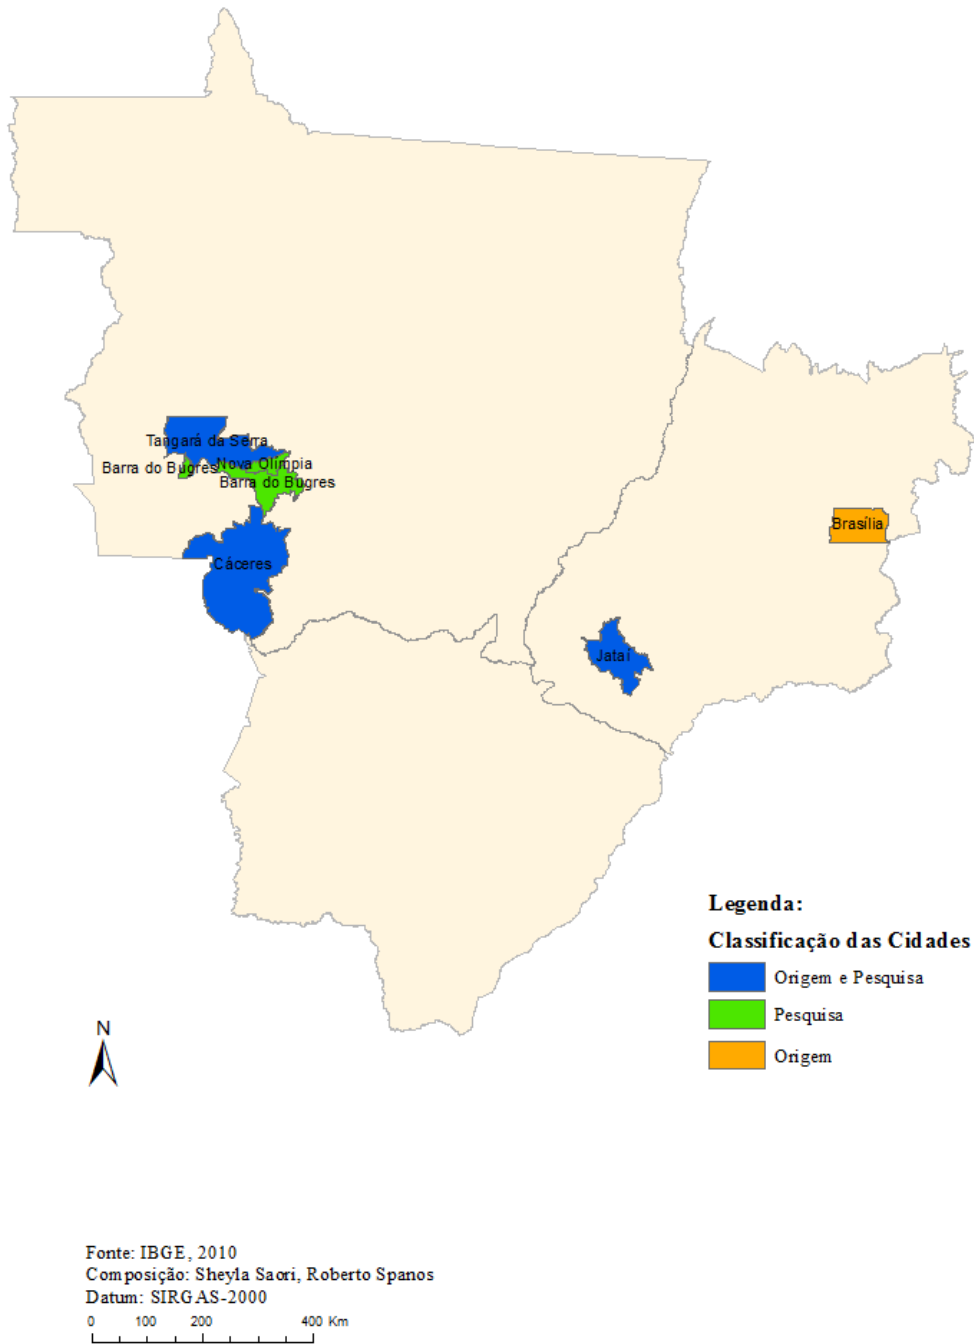 Tangará da Serra
Barra do Bugres
Nova Olímpia
Barra do Bugres
Brasília
Cáceres
Jataí
Legenda:
Classificação das Cidades
Origem e Pesquisa
Pesquisa
Origem
N
Fonte: IBGE, 2010
Composição: Sheyla Saori, Roberto Spanos
Datum: SIRGAS-2000
0 100 200 400 Km